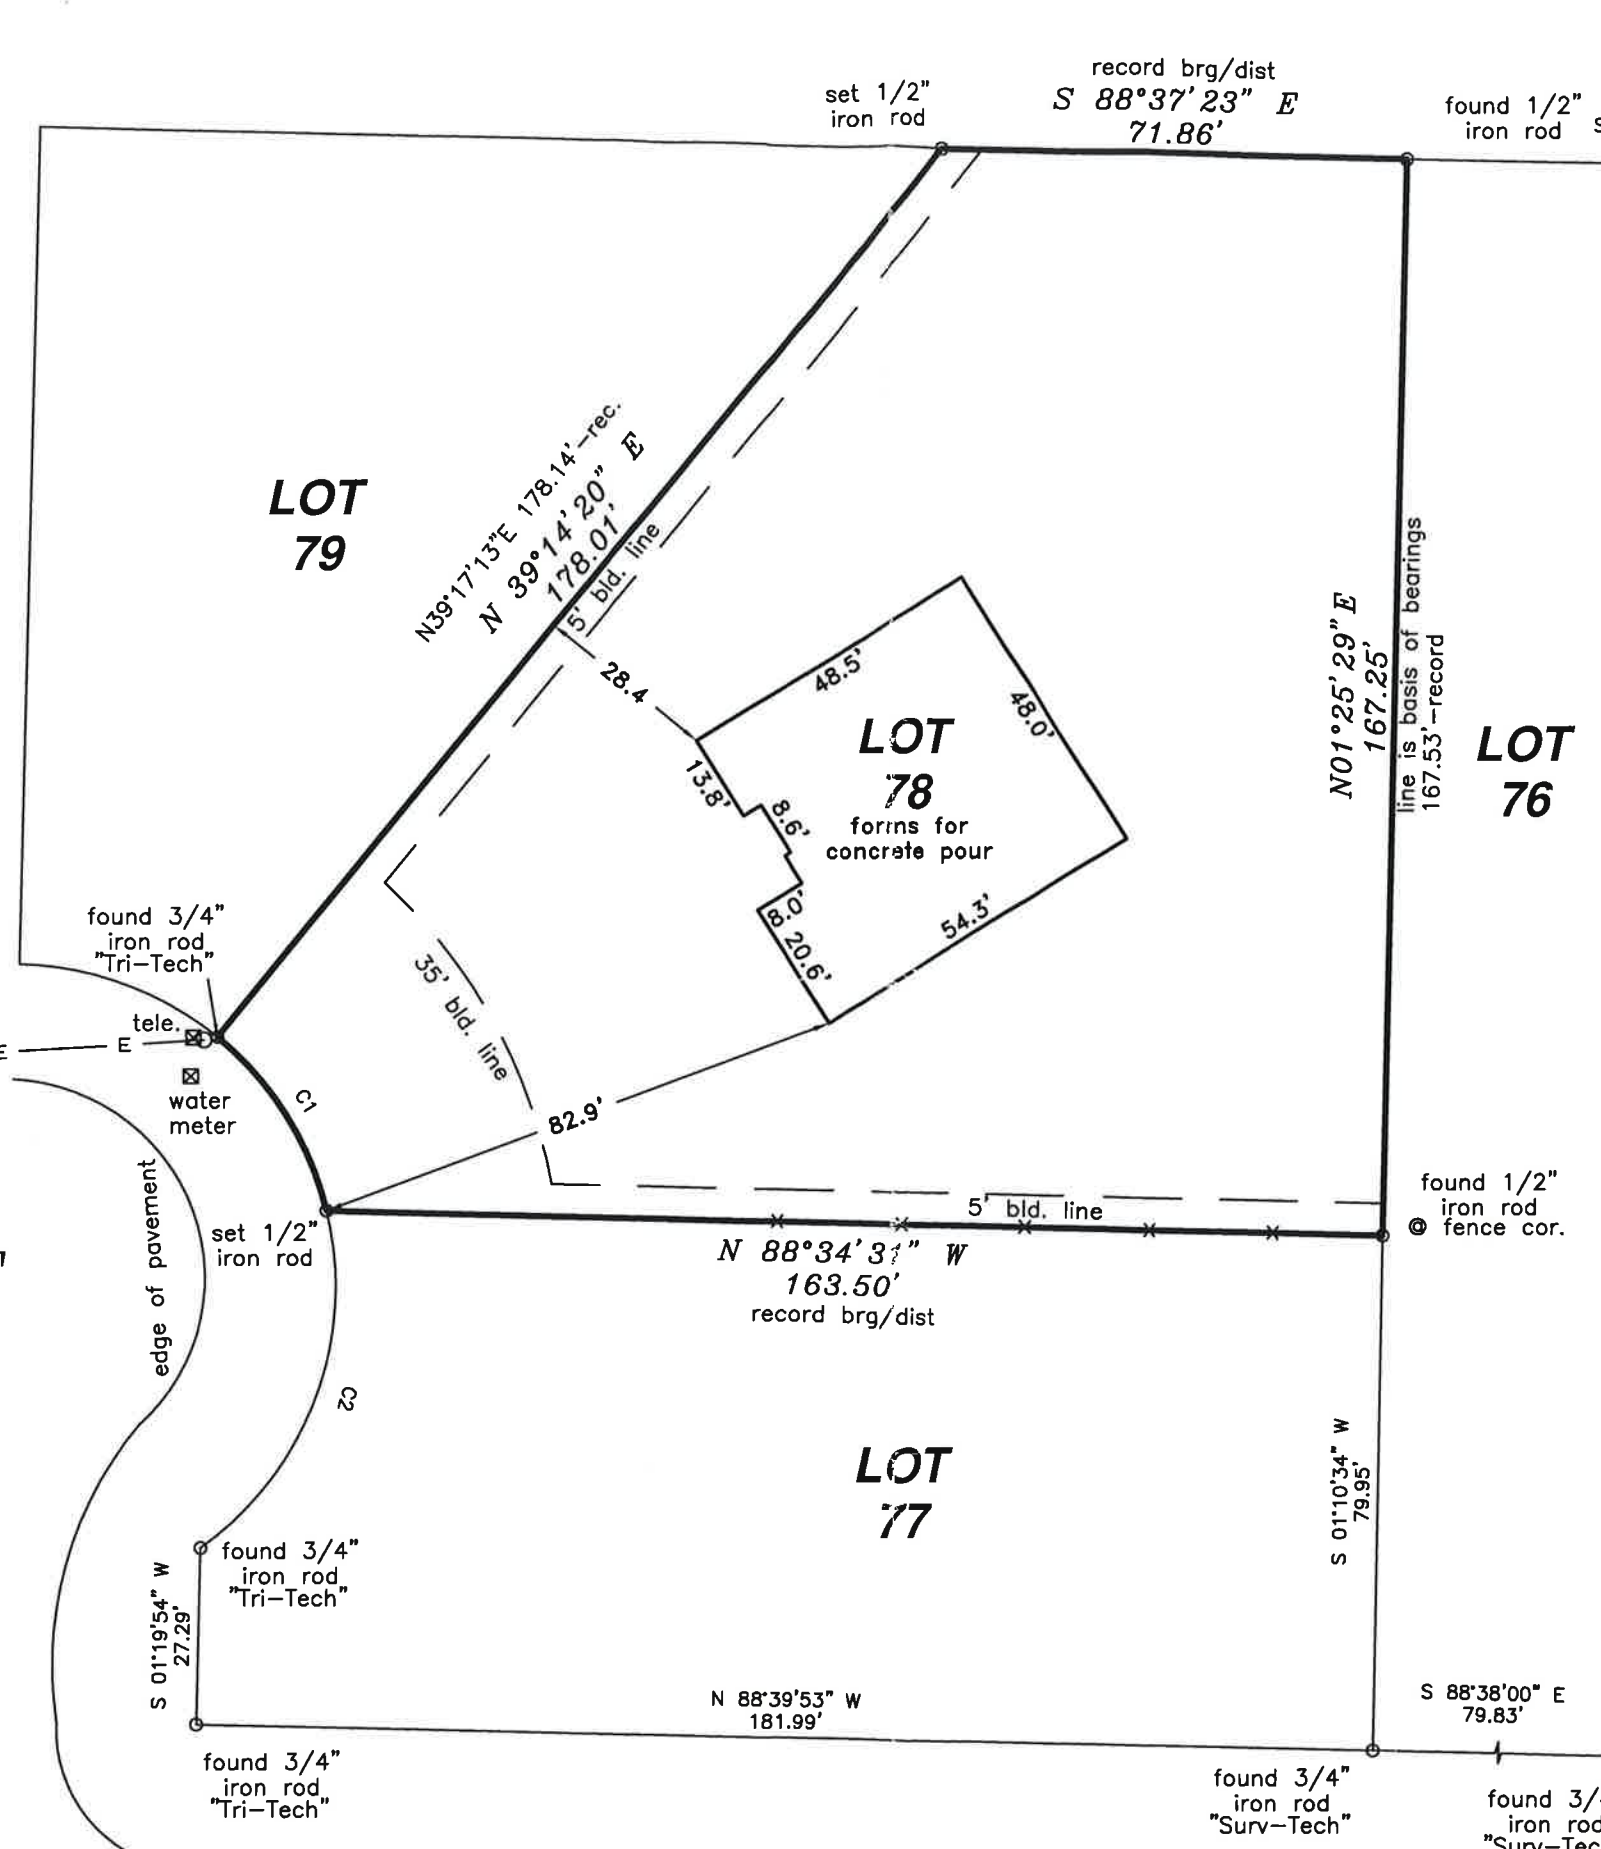 record brg/dist
S 88°37'23" E
71.86'
set 1/2"
iron rod
found 1/2"
iron rod
N39°17'13"E 178.14'-rec.
N 39°14'20" E
178.01'
5' bld. line
LOT
79
28.4
48.5'
48.0'
LOT
78
forms for
concrete pour
13.8'
8.6'
8.0'
20.6'
54.3'
N01°25'29"E
167.25'
line is basis of bearings
167.53'-record
LOT
76
found 3/4"
iron rod
"Tri-Tech"
tele.
E
E
water
meter
C1
35' bld. line
82.9'
edge of pavement
set 1/2"
iron rod
5' bld. line
found 1/2"
iron rod
@ fence cor.
N 88°34'31" W
163.50'
record brg/dist
C2
LOT
77
S 01°10'34" W
79.95'
found 3/4"
iron rod
"Tri-Tech"
S 01°19'54" W
27.29'
N 88°39'53" W
181.99'
S 88°38'00" E
79.83'
found 3/4"
iron rod
"Tri-Tech"
found 3/4"
iron rod
"Surv-Tech"
found
iron